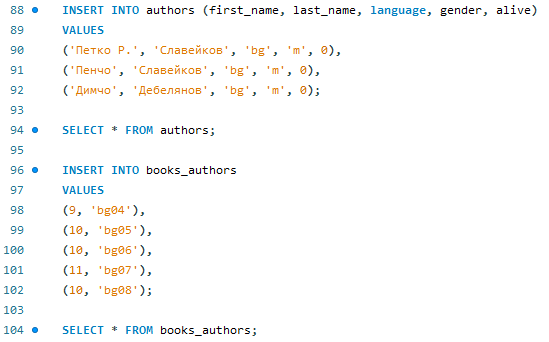 88 INSERT INTO authors (first_name, last_name, language, gender, alive)
89 VALUES
90 ('Петко Р.', 'Славейков', 'bg', 'm', 0),
91 ('Пенчо', 'Славейков', 'bg', 'm', 0),
92 ('Димчо', 'Дебелянов', 'bg', 'm', 0);
93
94 SELECT * FROM authors;
95
96 INSERT INTO books_authors
97 VALUES
98 (9, 'bg04'),
99 (10, 'bg05'),
100 (10, 'bg06'),
101 (11, 'bg07'),
102 (10, 'bg08');
103
104 SELECT * FROM books_authors;